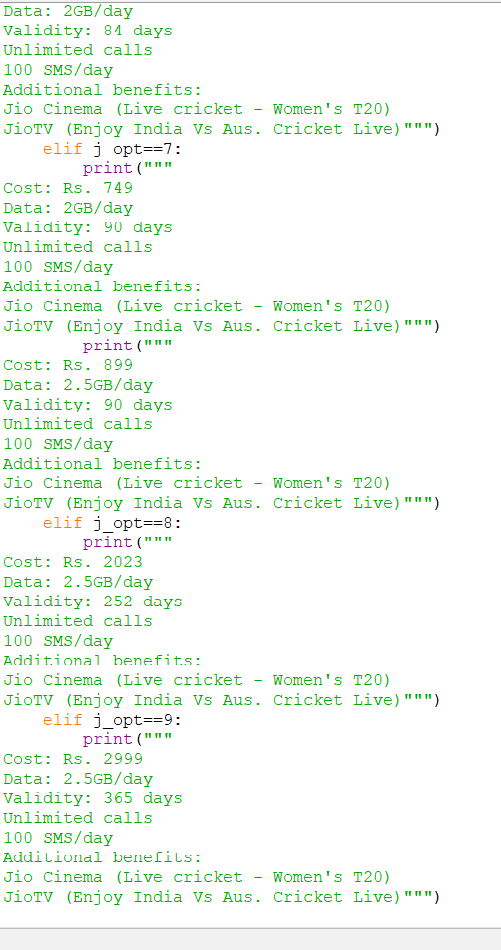 Data: 2GB/day
Validity: 84 days
Unlimited calls
100 SMS/day
Additional benefits:
Jio Cinema (Live cricket - Women's T20)
JioTV (Enjoy India Vs Aus. Cricket Live)""")
    elif j_opt==7:
        print("""
Cost: Rs. 749
Data: 2GB/day
Validity: 90 days
Unlimited calls
100 SMS/day
Additional benefits:
Jio Cinema (Live cricket - Women's T20)
JioTV (Enjoy India Vs Aus. Cricket Live)""")
        print("""
Cost: Rs. 899
Data: 2.5GB/day
Validity: 90 days
Unlimited calls
100 SMS/day
Additional benefits:
Jio Cinema (Live cricket - Women's T20)
JioTV (Enjoy India Vs Aus. Cricket Live)""")
    elif j_opt==8:
        print("""
Cost: Rs. 2023
Data: 2.5GB/day
Validity: 252 days
Unlimited calls
100 SMS/day
Additional benefits:
Jio Cinema (Live cricket - Women's T20)
JioTV (Enjoy India Vs Aus. Cricket Live)""")
    elif j_opt==9:
        print("""
Cost: Rs. 2999
Data: 2.5GB/day
Validity: 365 days
Unlimited calls
100 SMS/day
Additional benefits:
Jio Cinema (Live cricket - Women's T20)
JioTV (Enjoy India Vs Aus. Cricket Live)""")